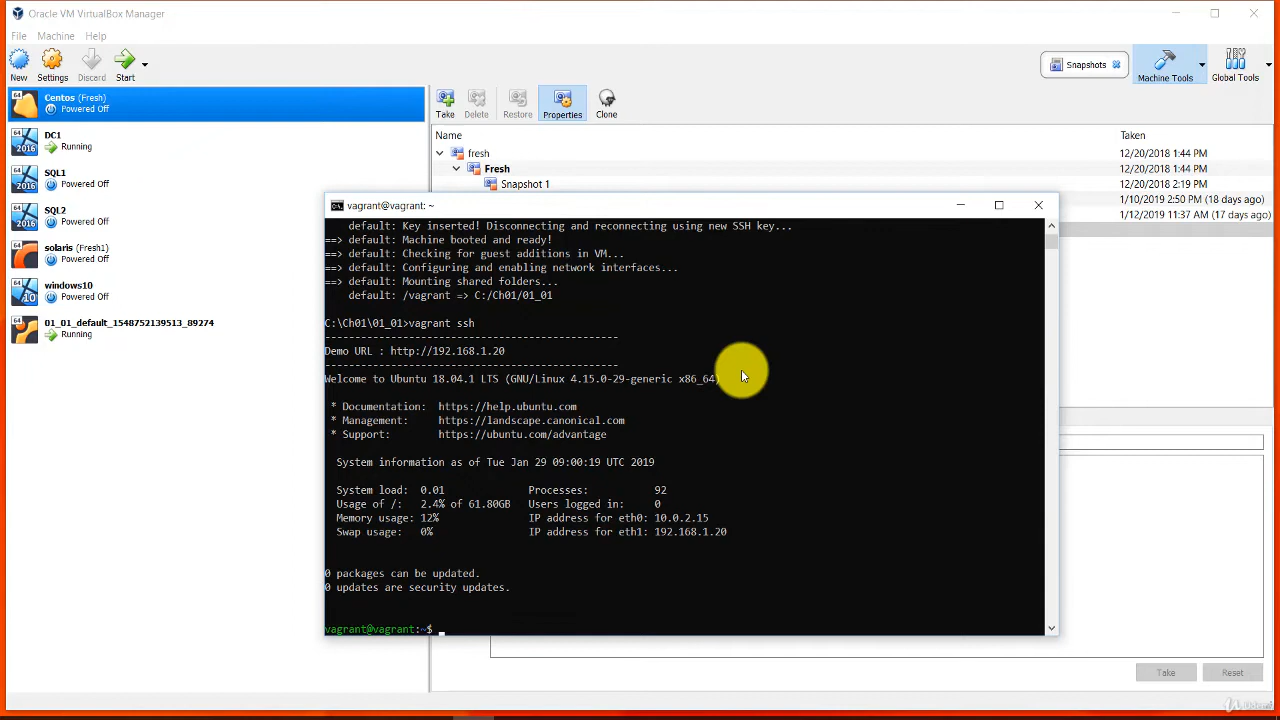 Oracle VM VirtualBox Manager
File Machine Help
New Settings Discard Start
Snapshots
Machine Tools
Global Tools
64 Centos (Fresh)
Powered Off
64 2016 DC1
Running
64 2016 SQL1
Powered Off
64 2016 SQL2
Powered Off
64 solaris (Fresh1)
Powered Off
64 10 windows10
Powered Off
64 01_01_default_1548752139513_89274
Running
Take Delete Restore Properties Clone
Name Taken
fresh 12/20/2018 1:44 PM
Fresh 12/20/2018 1:44 PM
Snapshot 1 12/20/2018 2:19 PM
1/10/2019 2:50 PM (18 days ago)
1/12/2019 11:37 AM (17 days ago)
vagrant@vagrant: ~
default: Key inserted! Disconnecting and reconnecting using new SSH key...
==> default: Machine booted and ready!
==> default: Checking for guest additions in VM...
==> default: Configuring and enabling network interfaces...
==> default: Mounting shared folders...
default: /vagrant => C:/Ch01/01_01
C:\Ch01\01_01>vagrant ssh
--------------------------------------------------
Demo URL : http://192.168.1.20
--------------------------------------------------
Welcome to Ubuntu 18.04.1 LTS (GNU/Linux 4.15.0-29-generic x86_64)
* Documentation: https://help.ubuntu.com
* Management: https://landscape.canonical.com
* Support: https://ubuntu.com/advantage
System information as of Tue Jan 29 09:00:19 UTC 2019
System load: 0.01 Processes: 92
Usage of /: 2.4% of 61.80GB Users logged in: 0
Memory usage: 12% IP address for eth0: 10.0.2.15
Swap usage: 0% IP address for eth1: 192.168.1.20
0 packages can be updated.
0 updates are security updates.
vagrant@vagrant:~$
Take Reset
Udemy